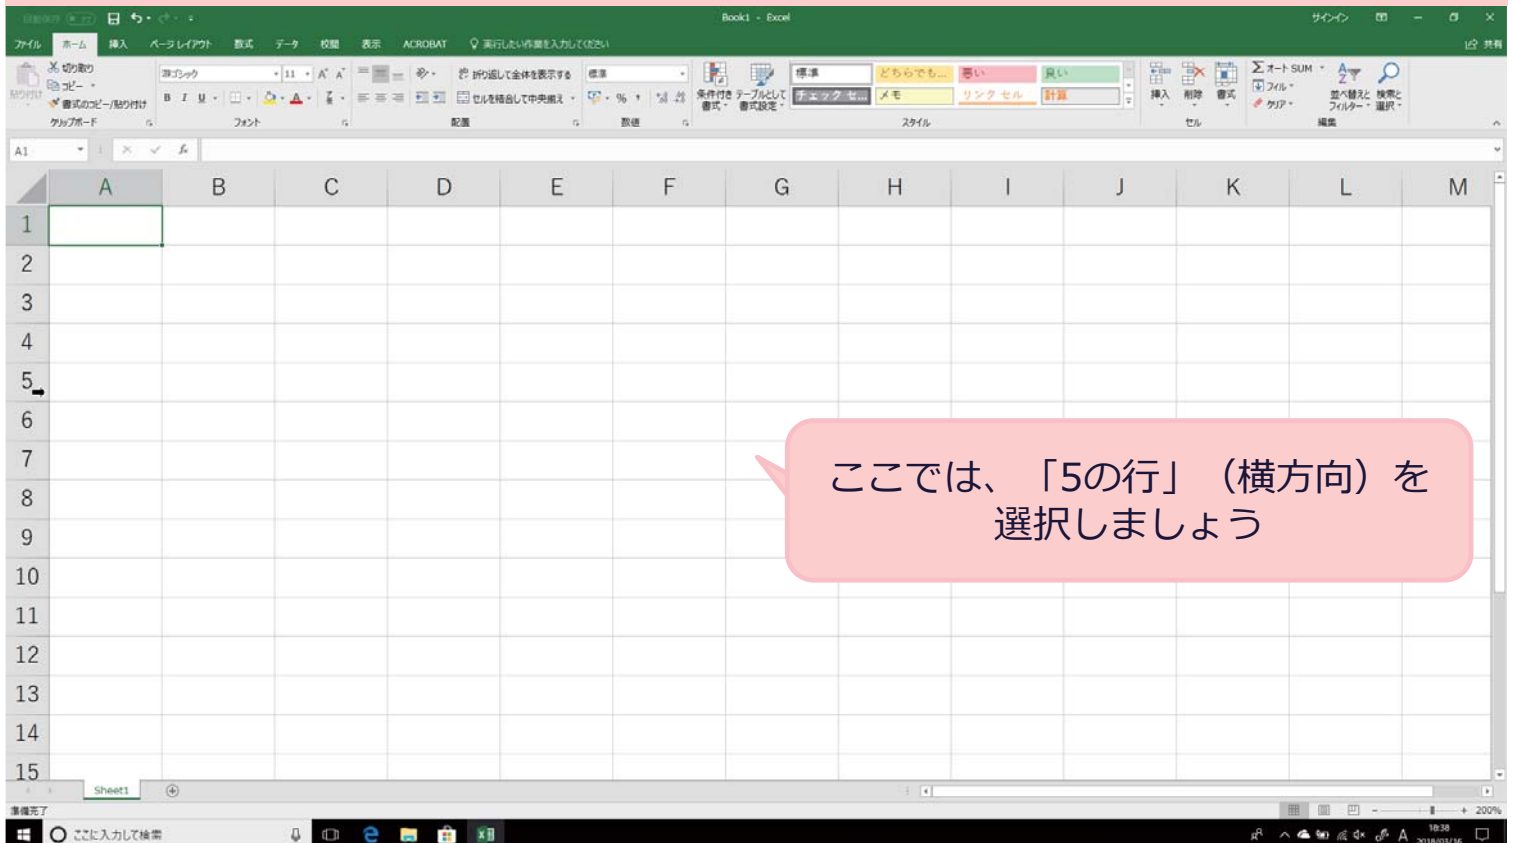 Book1 - Excel
サインイン
ファイル ホーム 挿入 ページ レイアウト 数式 データ 校閲 表示 ACROBAT 実行したい作業を入力してください 共有
切り取り
コピー
書式のコピー/貼り付け
貼り付け
クリップボード
游ゴシック 11
B I U
フォント
折り返して全体を表示する
セルを結合して中央揃え
配置
標準
%
数値
条件付き書式
テーブルとして書式設定
標準 どちらでも... 悪い 良い
チェック セ... メモ リンク セル 計算
スタイル
挿入 削除 書式
セル
オート SUM
フィル
クリア
並べ替えと フィルター
検索と 選択
編集
A1 fx
A B C D E F G H I J K L M
1
2
3
4
5
6
7
8
9
10
11
12
13
14
15
ここでは、「5の行」（横方向）を
選択しましょう
Sheet1
準備完了 200%
ここに入力して検索
A 18:38
2018/03/16